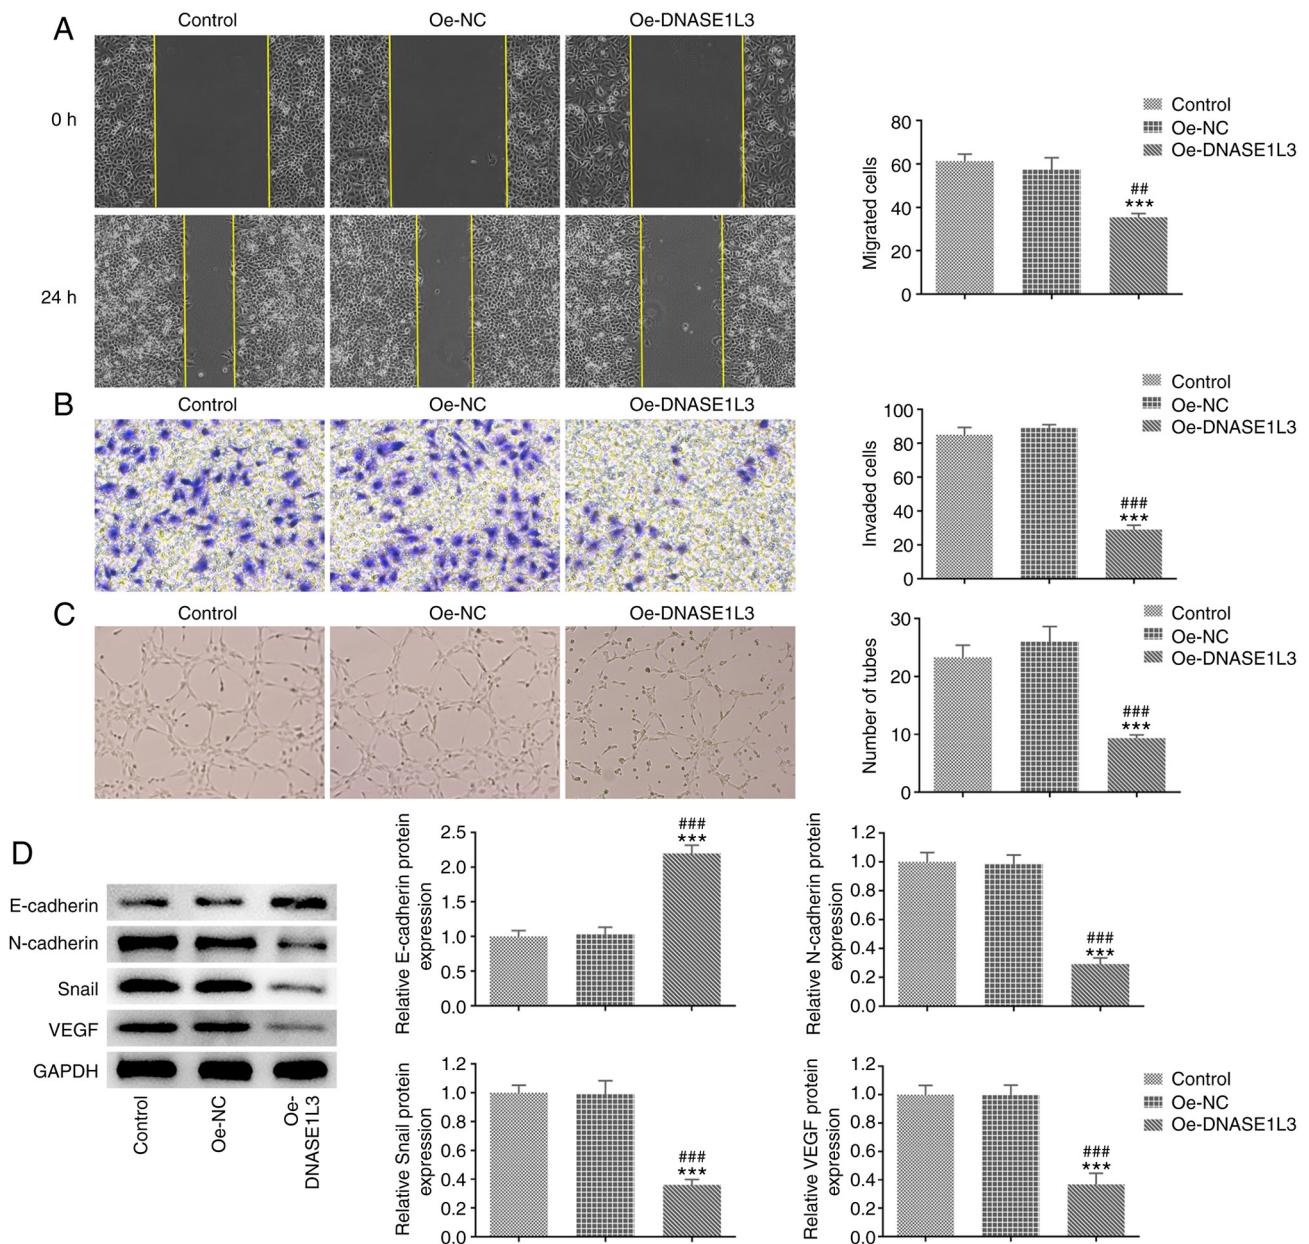 A
Control
Oe-NC
Oe-DNASE1L3
0 h
24 h
Control
Oe-NC
Oe-DNASE1L3
Migrated cells
80
60
40
20
0
##
***
B
Control
Oe-NC
Oe-DNASE1L3
Control
Oe-NC
Oe-DNASE1L3
Invaded cells
100
80
60
40
20
0
###
***
C
Control
Oe-NC
Oe-DNASE1L3
Control
Oe-NC
Oe-DNASE1L3
Number of tubes
30
20
10
0
###
***
D
E-cadherin
N-cadherin
Snail
VEGF
GAPDH
Control
Oe-NC
Oe-
DNASE1L3
Relative E-cadherin protein
expression
2.5
2.0
1.5
1.0
0.5
0.0
###
***
Relative N-cadherin protein
expression
1.2
1.0
0.8
0.6
0.4
0.2
0.0
###
***
Relative Snail protein
expression
1.2
1.0
0.8
0.6
0.4
0.2
0.0
###
***
Relative VEGF protein
expression
1.2
1.0
0.8
0.6
0.4
0.2
0.0
###
***
Control
Oe-NC
Oe-DNASE1L3